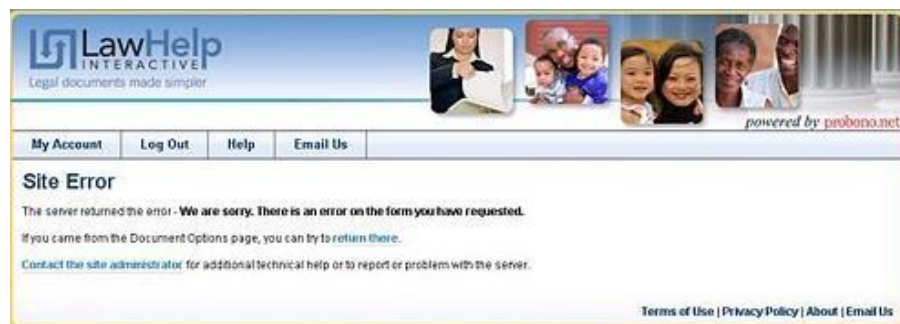 LawHelp
INTERACTIVE
Legal documents made simpler
powered by probono.net
My Account Log Out Help Email Us
Site Error
The server returned the error - We are sorry. There is an error on the form you have requested.
If you came from the Document Options page, you can try to return there.
Contact the site administrator for additional technical help or to report or problem with the server.
Terms of Use | Privacy Policy | About | Email Us